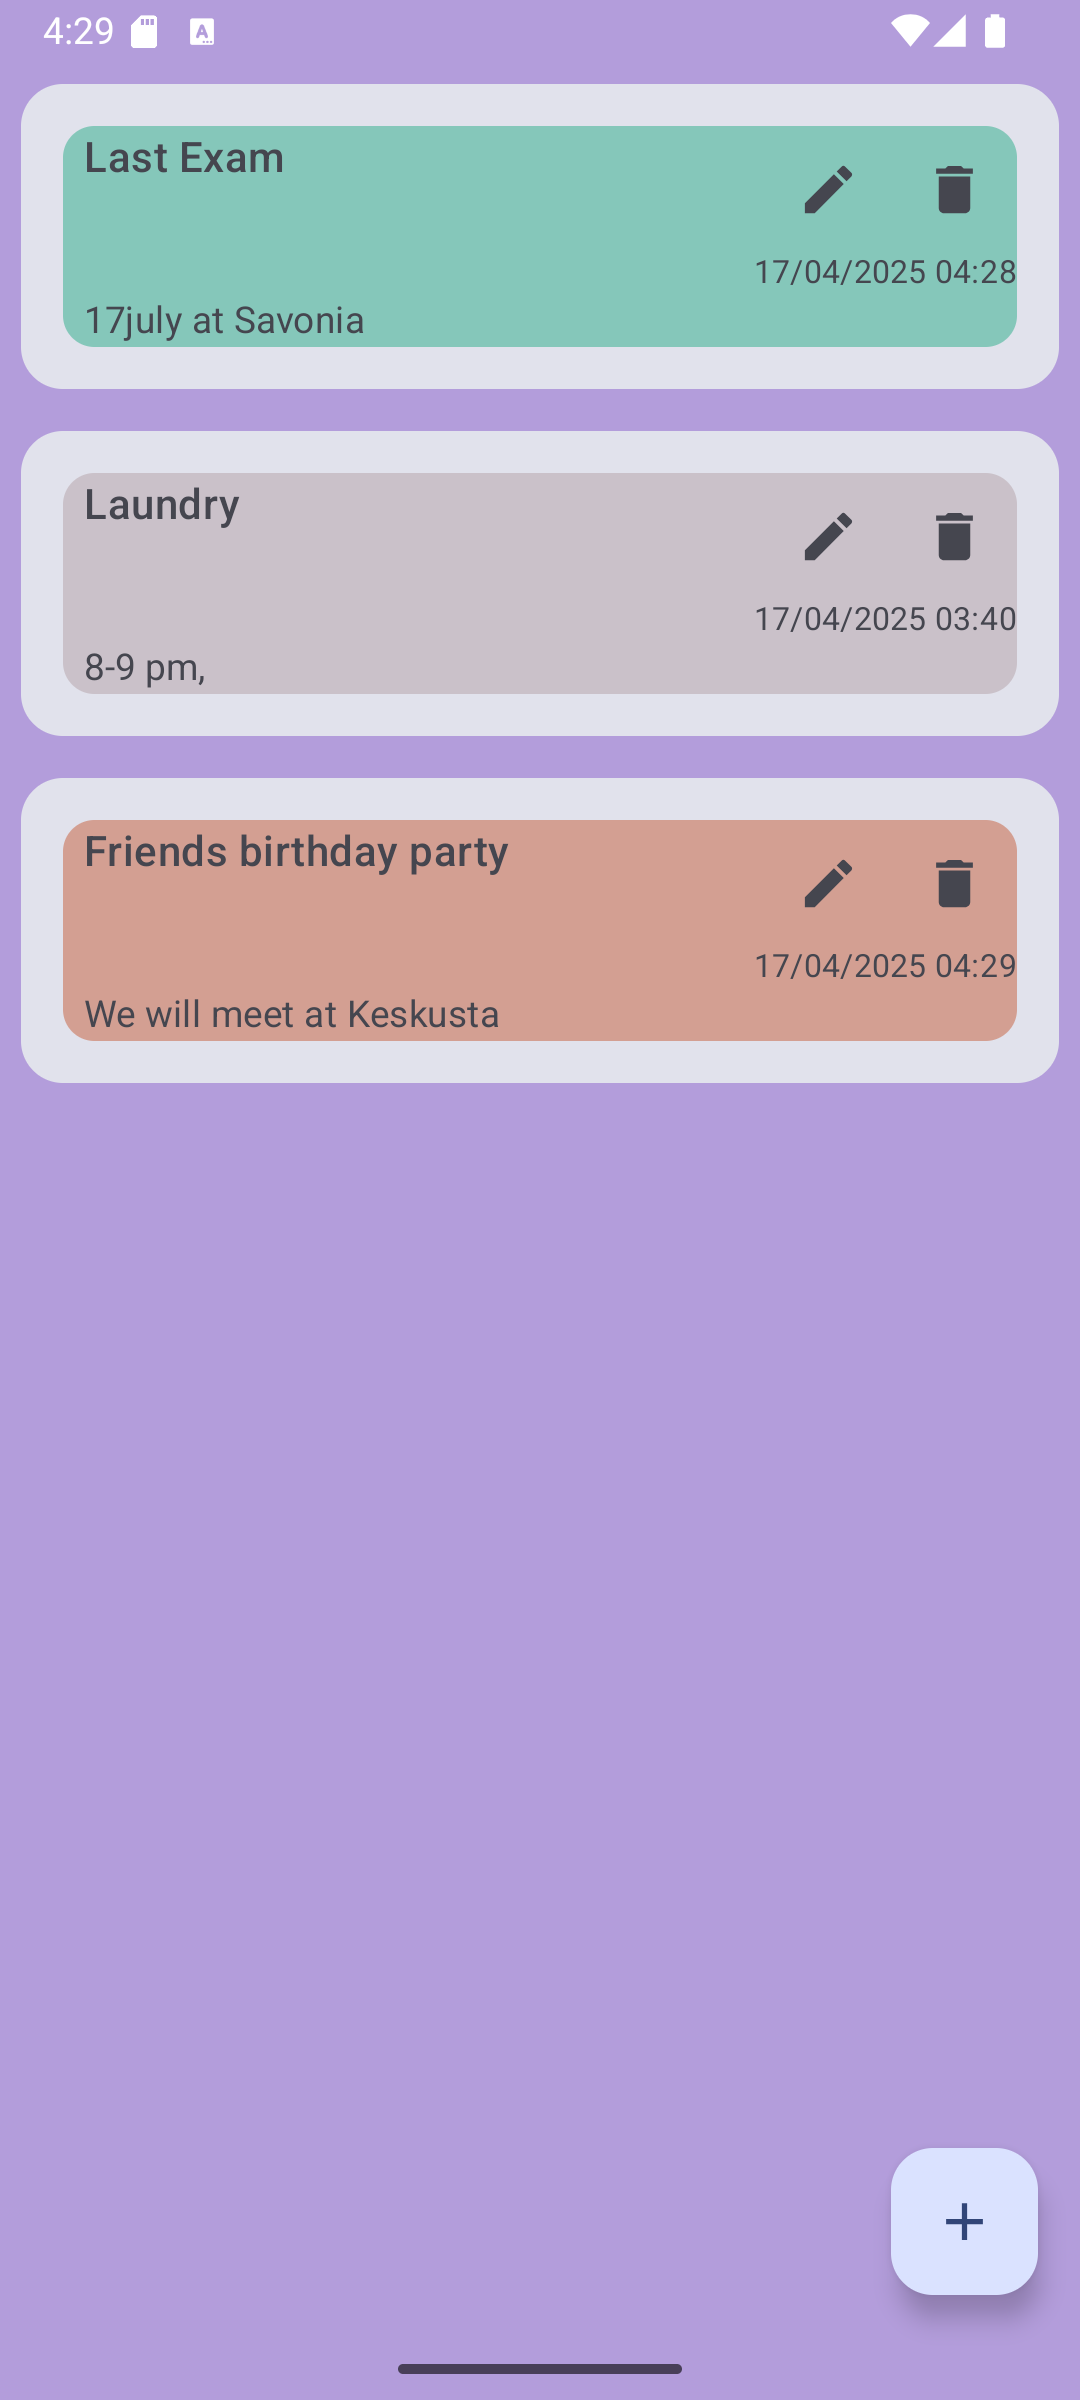 4:29
Last Exam
17/04/2025 04:28
17july at Savonia
Laundry
17/04/2025 03:40
8-9 pm,
Friends birthday party
17/04/2025 04:29
We will meet at Keskusta